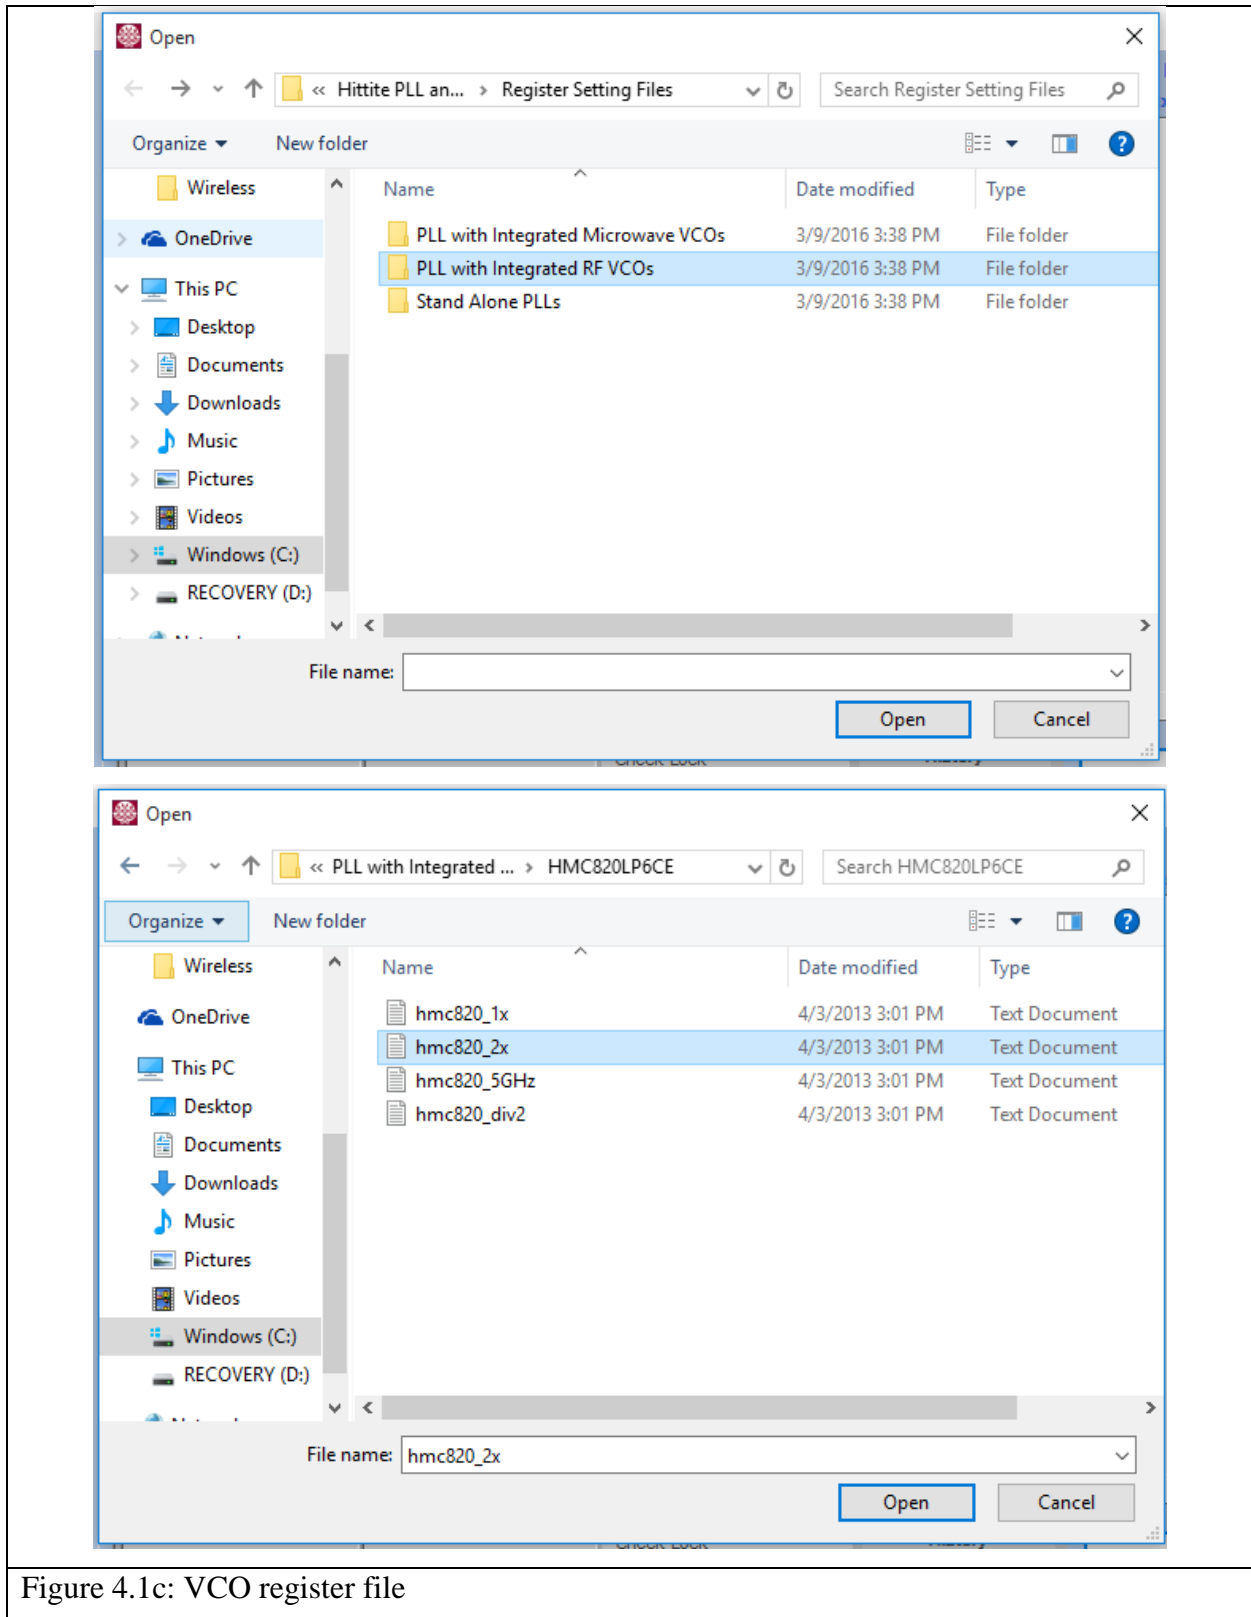 Open
« Hittite PLL an... › Register Setting Files
Search Register Setting Files
Organize
New folder
Wireless
OneDrive
This PC
Desktop
Documents
Downloads
Music
Pictures
Videos
Windows (C:)
RECOVERY (D:)
Name Date modified Type
PLL with Integrated Microwave VCOs 3/9/2016 3:38 PM File folder
PLL with Integrated RF VCOs 3/9/2016 3:38 PM File folder
Stand Alone PLLs 3/9/2016 3:38 PM File folder
File name:
Open Cancel
Open
« PLL with Integrated ... › HMC820LP6CE
Search HMC820LP6CE
Organize
New folder
Wireless
OneDrive
This PC
Desktop
Documents
Downloads
Music
Pictures
Videos
Windows (C:)
RECOVERY (D:)
Name Date modified Type
hmc820_1x 4/3/2013 3:01 PM Text Document
hmc820_2x 4/3/2013 3:01 PM Text Document
hmc820_5GHz 4/3/2013 3:01 PM Text Document
hmc820_div2 4/3/2013 3:01 PM Text Document
File name: hmc820_2x
Open Cancel
Figure 4.1c: VCO register file